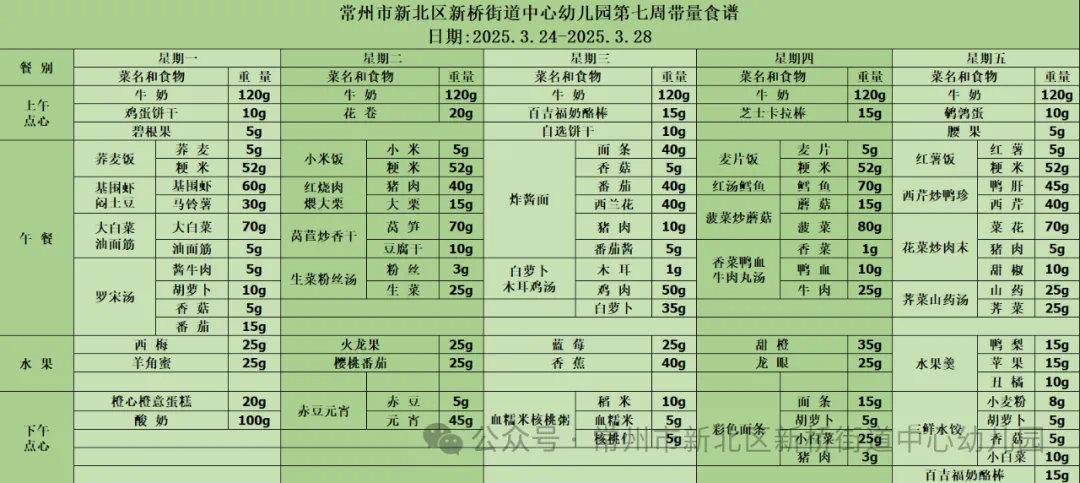 常州市新北区新桥街道中心幼儿园第七周带量食谱
日期:2025.3.24-2025.3.28
餐 别 星期一 星期二 星期三 星期四 星期五
菜名和食物 重 量 菜名和食物 重量 菜名和食物 重量 菜名和食物 重量 菜名和食物 重量
上午点心 牛 奶 120g 牛 奶 120g 牛 奶 120g 牛 奶 120g 牛 奶 120g
鸡蛋饼干 10g 花 卷 20g 百吉福奶酪棒 15g 芝士卡拉棒 15g 鹌鹑蛋 10g
碧根果 5g 自选饼干 10g 腰 果 5g
午 餐 荞麦饭 荞 麦 5g 小米饭 小 米 5g 炸酱面 面 条 40g 麦片饭 麦 片 5g 红薯饭 红 薯 5g
粳 米 52g 粳 米 52g 香 菇 5g 粳 米 52g 粳 米 52g
基围虾焖土豆 基围虾 60g 红烧肉煨大栗 猪 肉 40g 番 茄 40g 红汤鳕鱼 鳕 鱼 70g 西芹炒鸭珍 鸭 肝 45g
马铃薯 30g 大 栗 15g 西兰花 40g 菠菜炒蘑菇 蘑 菇 15g 西 芹 40g
大白菜油面筋 大白菜 70g 莴苣炒香干 莴 笋 70g 猪 肉 10g 菠 菜 80g 花菜炒肉末 菜 花 70g
油面筋 5g 豆腐干 10g 番茄酱 5g 香菜鸭血牛肉丸汤 香 菜 1g 猪 肉 5g
罗宋汤 酱牛肉 5g 生菜粉丝汤 粉 丝 3g 白萝卜木耳鸡汤 木 耳 1g 鸭 血 10g 甜 椒 10g
胡萝卜 10g 生 菜 25g 鸡 肉 50g 牛 肉 25g 荠菜山药汤 山 药 25g
香 菇 5g 白萝卜 35g 荠 菜 25g
番 茄 15g
水 果 西 梅 25g 火龙果 25g 蓝 莓 25g 甜 橙 35g 水果羹 鸭 梨 15g
羊角蜜 25g 樱桃番茄 25g 香 蕉 40g 龙 眼 25g 苹 果 15g
丑 橘 10g
下午点心 橙心橙意蛋糕 20g 赤豆元宵 赤 豆 5g 血糯米核桃粥 稻 米 10g 彩色面条 面 条 15g 三鲜水饺 小麦粉 8g
酸 奶 100g 元 宵 45g 血糯米 5g 胡萝卜 5g 胡萝卜 5g
核桃仁 5g 小白菜 25g 香 菇 5g
猪 肉 3g 小白菜 10g
百吉福奶酪棒 15g
公众号 · 常州市新北区新桥街道中心幼儿园